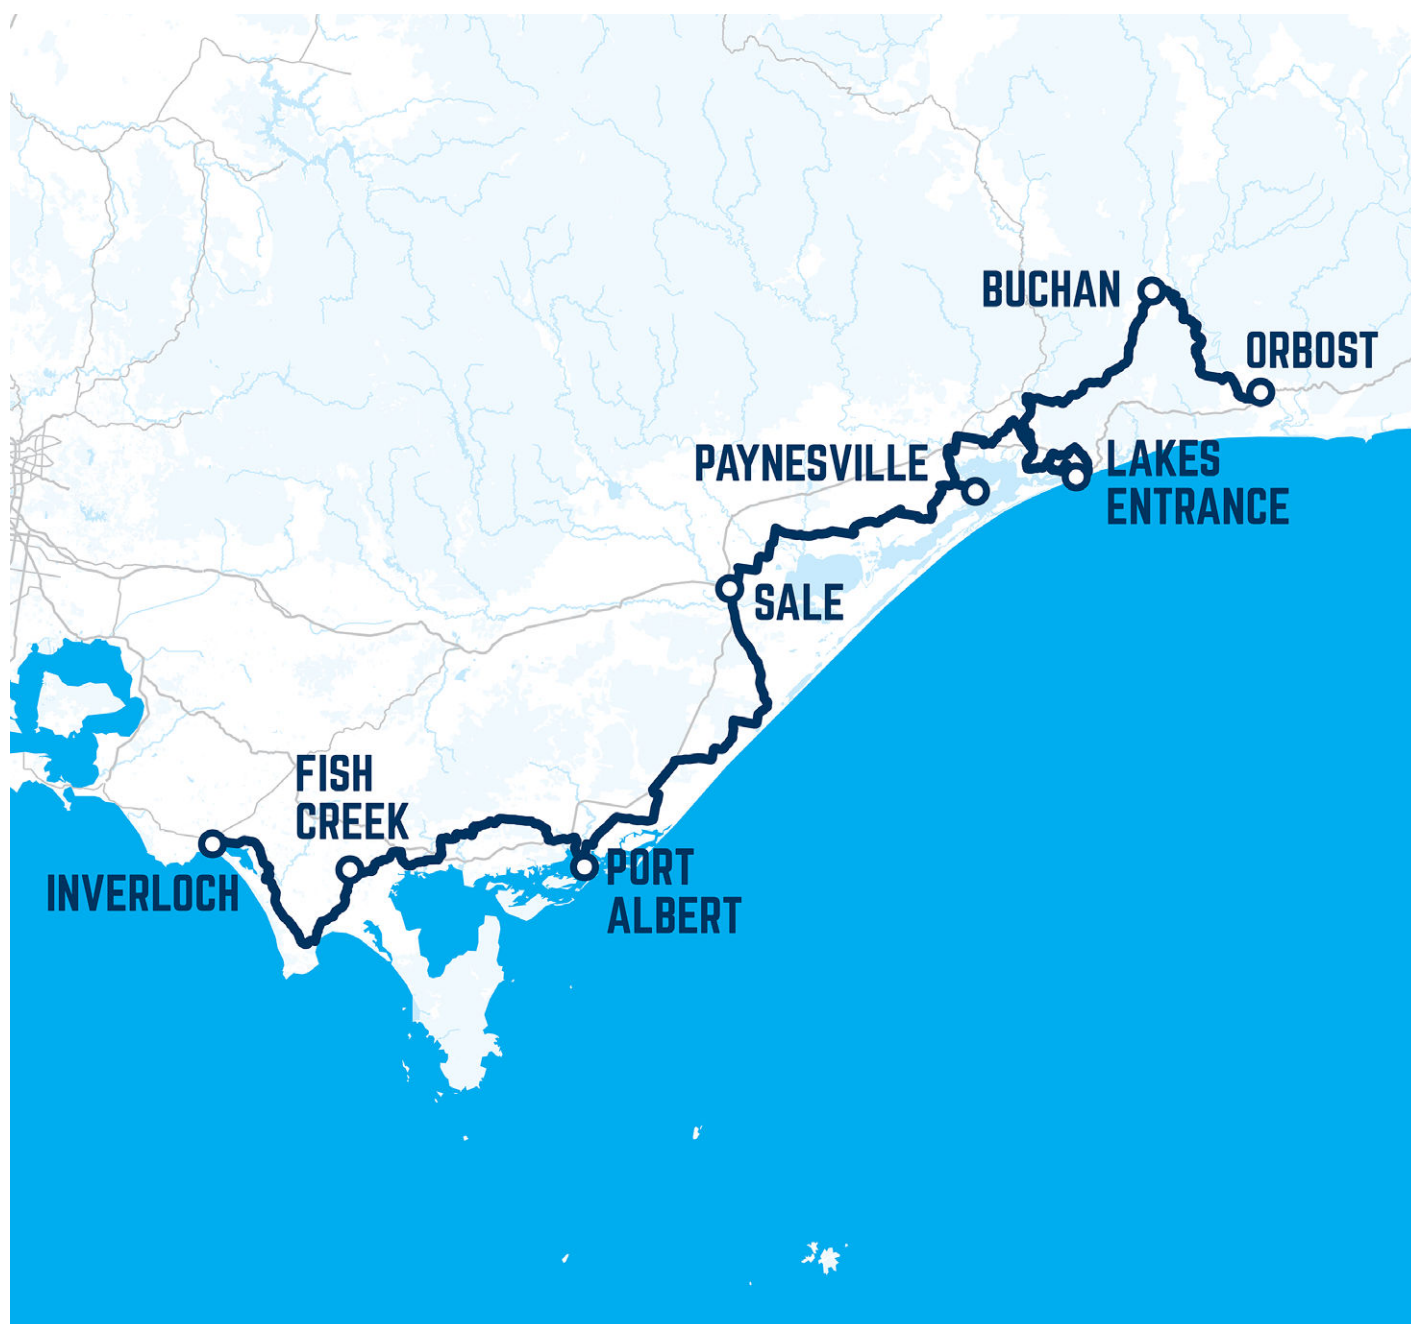 BUCHAN
ORBOST
PAYNESVILLE
LAKES
ENTRANCE
SALE
FISH
CREEK
INVERLOCH
PORT
ALBERT